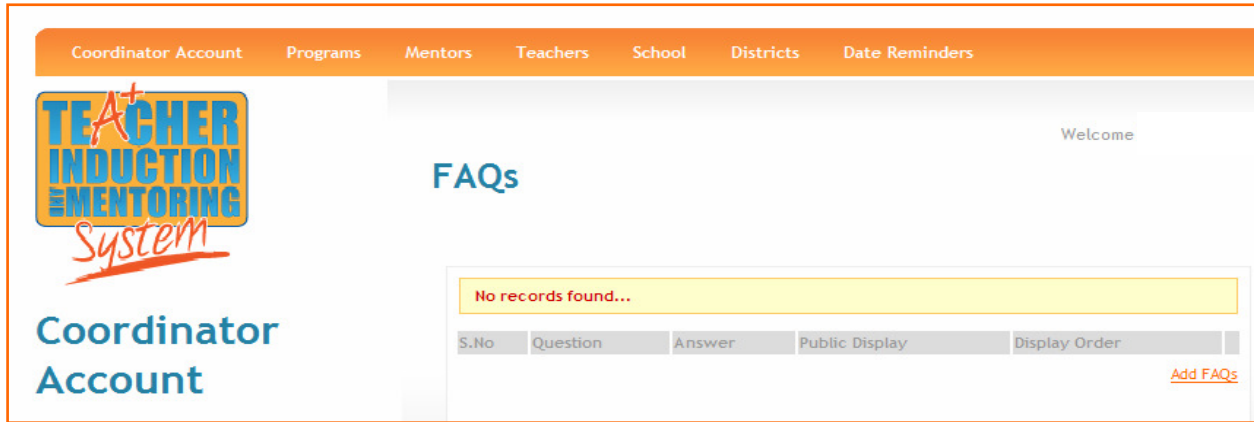 Coordinator Account Programs Mentors Teachers School Districts Date Reminders
TEACHER A+
INDUCTION
AND MENTORING
System
Welcome
FAQs
No records found...
Coordinator
Account
S.No Question Answer Public Display Display Order
Add FAQs